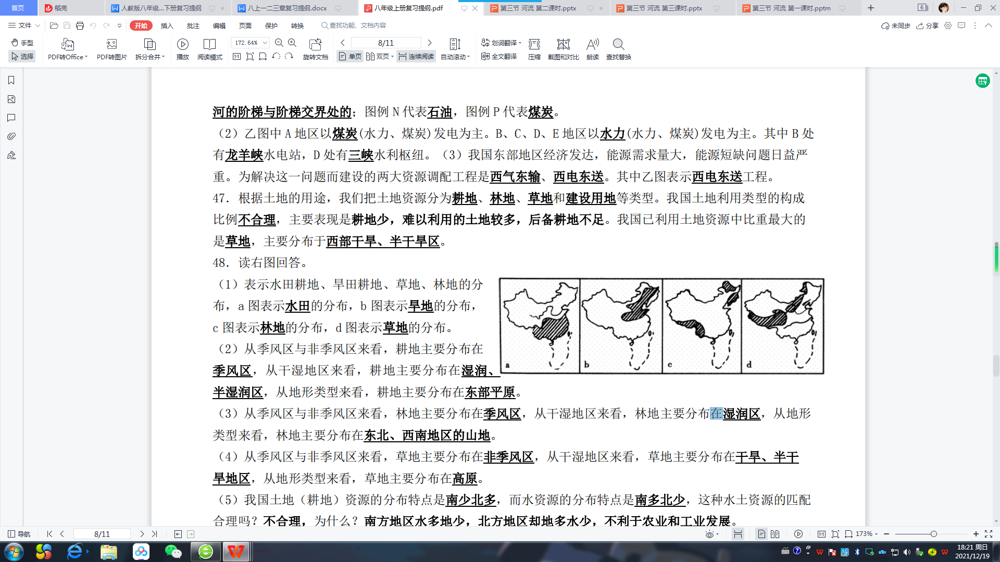 首页
稻壳
人教版八年级...下册复习提纲
八上一二三章复习提纲.docx
八年级上册复习提纲.pdf
第三节 河流 第二课时.pptx
第三节 河流 第三课时.pptx
第三节 河流 第一课时.pptm
6
文件
开始
插入
批注
编辑
页面
保护
转换
查找功能、文档内容
未同步
分享
手型
选择
PDF转Office
PDF转图片
拆分合并
播放
阅读模式
172.64%
旋转文档
8/11
单页
双页
连续阅读
自动滚动
划词翻译
全文翻译
压缩
截图和对比
朗读
查找替换
河的阶梯与阶梯交界处的；图例 N 代表石油，图例 P 代表煤炭。
（2）乙图中 A 地区以煤炭(水力、煤炭)发电为主。B、C、D、E 地区以水力(水力、煤炭)发电为主。其中 B 处
有龙羊峡水电站，D 处有三峡水利枢纽。（3）我国东部地区经济发达，能源需求量大，能源短缺问题日益严
重。为解决这一问题而建设的两大资源调配工程是西气东输、西电东送。其中乙图表示西电东送工程。
47．根据土地的用途，我们把土地资源分为耕地、林地、草地和建设用地等类型。我国土地利用类型的构成
比例不合理，主要表现是耕地少，难以利用的土地较多，后备耕地不足。我国已利用土地资源中比重最大的
是草地，主要分布于西部干旱、半干旱区。
48．读右图回答。
（1）表示水田耕地、旱田耕地、草地、林地的分
布，a 图表示水田的分布，b 图表示旱地的分布，
c 图表示林地的分布，d 图表示草地的分布。
（2）从季风区与非季风区来看，耕地主要分布在
季风区，从干湿地区来看，耕地主要分布在湿润、
半湿润区，从地形类型来看，耕地主要分布在东部平原。
a
b
c
d
（3）从季风区与非季风区来看，林地主要分布在季风区，从干湿地区来看，林地主要分布在湿润区，从地形
类型来看，林地主要分布在东北、西南地区的山地。
（4）从季风区与非季风区来看，草地主要分布在非季风区，从干湿地区来看，草地主要分布在干旱、半干
旱地区，从地形类型来看，草地主要分布在高原。
（5）我国土地（耕地）资源的分布特点是南少北多，而水资源的分布特点是南多北少，这种水土资源的匹配
合理吗？不合理，为什么？南方地区水多地少，北方地区却地多水少，不利于农业和工业发展。
导航
8/11
173%
18:21 周日
2021/12/19